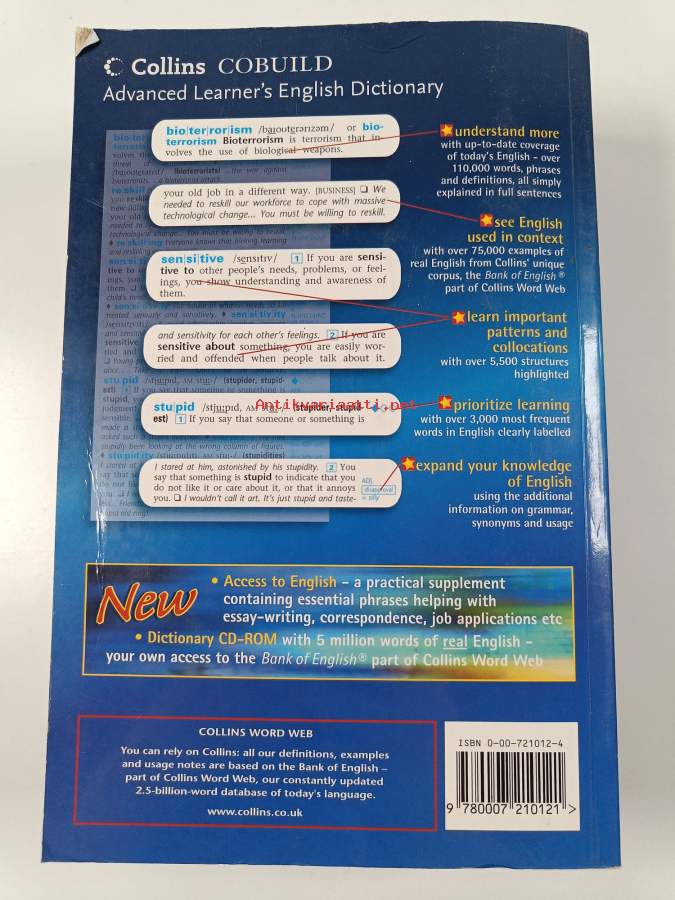 Collins COBUILD
Advanced Learner's English Dictionary
bio|ter|ror|ism /baɪoʊterərɪzəm/ or bio-
terrorism Bioterrorism is terrorism that in-
volves the use of biological weapons.
understand more
with up-to-date coverage
of today's English – over
110,000 words, phrases
and definitions, all simply
explained in full sentences
your old job in a different way. [BUSINESS] ❏ We
needed to reskill our workforce to cope with massive
technological change... You must be willing to reskill.
see English
used in context
with over 75,000 examples of
real English from Collins' unique
corpus, the Bank of English®
part of Collins Word Web
sen|si|tive /sensɪtɪv/ 1 If you are sensi-
tive to other people's needs, problems, or feel-
ings, you show understanding and awareness of
them.
and sensitivity for each other's feelings. 2 If you are
sensitive about something, you are easily wor-
ried and offended when people talk about it.
learn important
patterns and
collocations
with over 5,500 structures
highlighted
stu|pid /stjuːpɪd, AM stuː-/ (stupider, stupid-
est) 1 If you say that someone or something is
Antikvariaatti.net
prioritize learning
with over 3,000 most frequent
words in English clearly labelled
I stared at him, astonished by his stupidity. 2 You
say that something is stupid to indicate that you
do not like it or care about it, or that it annoys
you. ❏ I wouldn't call it art. It's just stupid and taste-
ADJ
disapproval
= silly
expand your knowledge
of English
using the additional
information on grammar,
synonyms and usage
New
• Access to English – a practical supplement
containing essential phrases helping with
essay-writing, correspondence, job applications etc
• Dictionary CD-ROM with 5 million words of real English –
your own access to the Bank of English® part of Collins Word Web
COLLINS WORD WEB
You can rely on Collins: all our definitions, examples
and usage notes are based on the Bank of English –
part of Collins Word Web, our constantly updated
2.5-billion-word database of today's language.
www.collins.co.uk
ISBN 0-00-721012-4
9 780007 210121 >